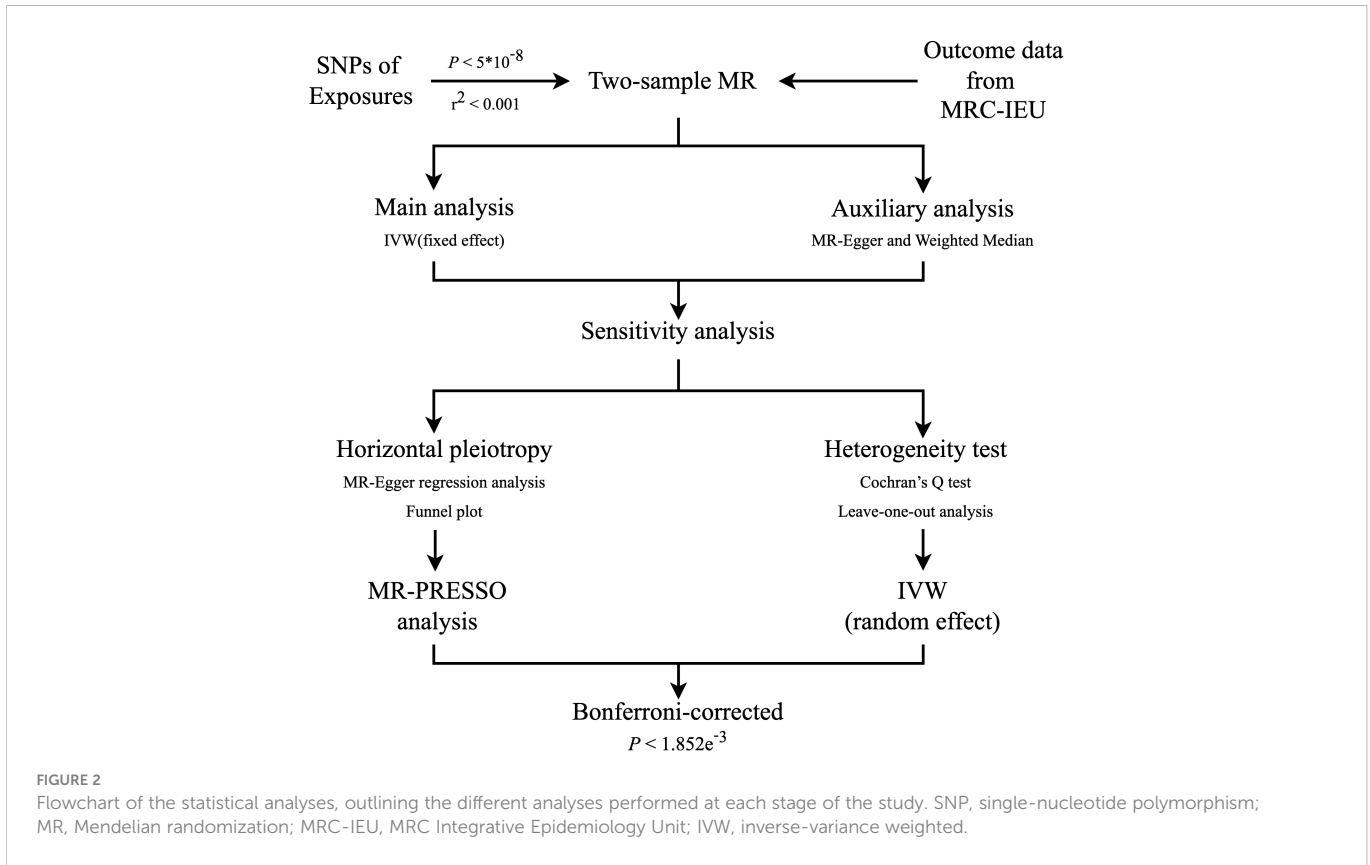 SNPs of
Exposures
P < 5*10-8
r2 < 0.001
Two-sample MR
Outcome data
from
MRC-IEU
Main analysis
IVW(fixed effect)
Auxiliary analysis
MR-Egger and Weighted Median
Sensitivity analysis
Horizontal pleiotropy
MR-Egger regression analysis
Funnel plot
Heterogeneity test
Cochran's Q test
Leave-one-out analysis
MR-PRESSO
analysis
IVW
(random effect)
Bonferroni-corrected
P < 1.852e-3
FIGURE 2
Flowchart of the statistical analyses, outlining the different analyses performed at each stage of the study. SNP, single-nucleotide polymorphism;
MR, Mendelian randomization; MRC-IEU, MRC Integrative Epidemiology Unit; IVW, inverse-variance weighted.